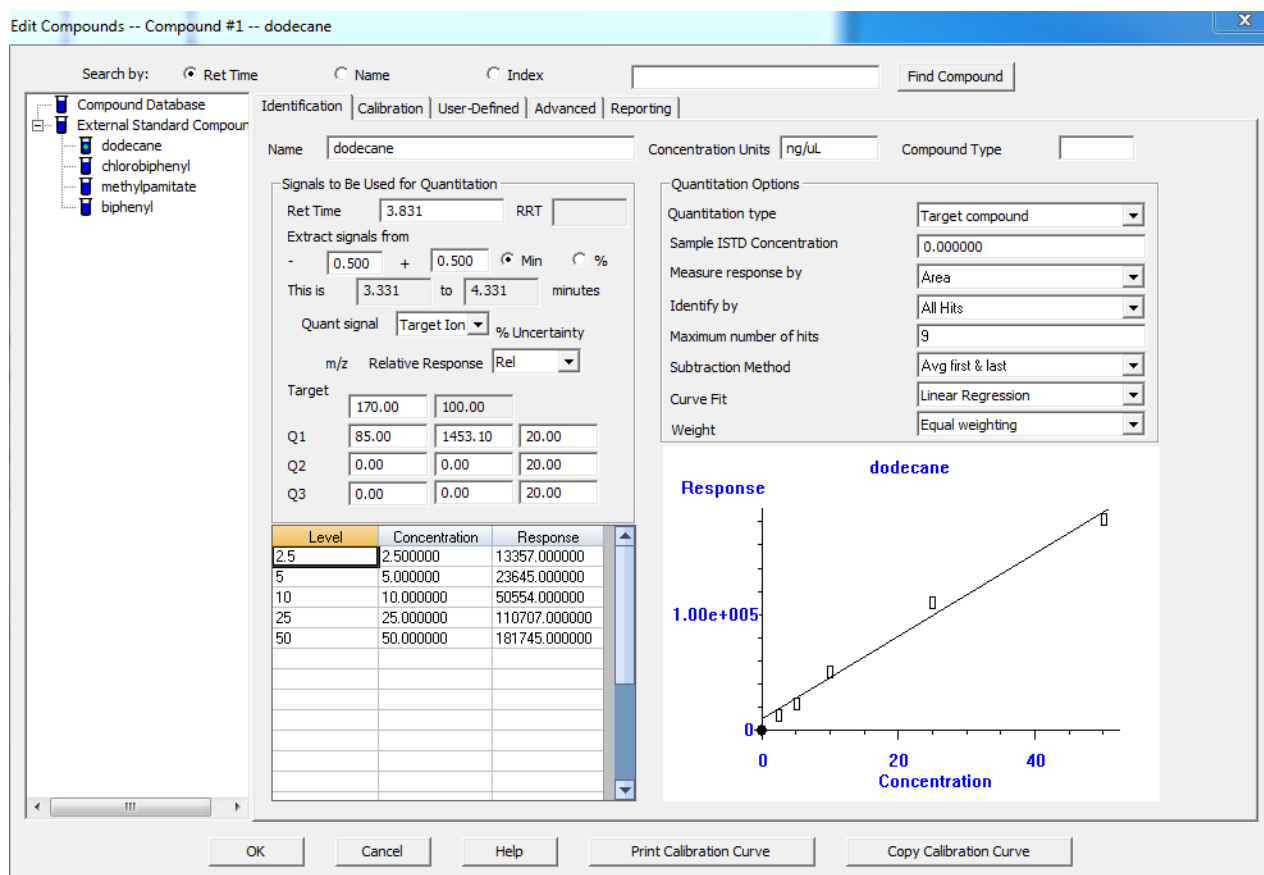 Edit Compounds -- Compound #1 -- dodecane
X
Search by: Ret Time Name Index Find Compound
Compound Database
External Standard Compour
dodecane
chlorobiphenyl
methylpamitate
biphenyl
Identification Calibration User-Defined Advanced Reporting
Name dodecane Concentration Units ng/uL Compound Type
Signals to Be Used for Quantitation
Ret Time 3.831 RRT
Extract signals from
- 0.500 + 0.500 Min %
This is 3.331 to 4.331 minutes
Quant signal Target Ion % Uncertainty
m/z Relative Response Rel
Target
170.00 100.00
Q1 85.00 1453.10 20.00
Q2 0.00 0.00 20.00
Q3 0.00 0.00 20.00
Quantitation Options
Quantitation type Target compound
Sample ISTD Concentration 0.000000
Measure response by Area
Identify by All Hits
Maximum number of hits 9
Subtraction Method Avg first & last
Curve Fit Linear Regression
Weight Equal weighting
Level Concentration Response
2.5 2.500000 13357.000000
5 5.000000 23645.000000
10 10.000000 50554.000000
25 25.000000 110707.000000
50 50.000000 181745.000000
dodecane
Response
1.00e+005
0
0 20 40
Concentration
OK Cancel Help Print Calibration Curve Copy Calibration Curve